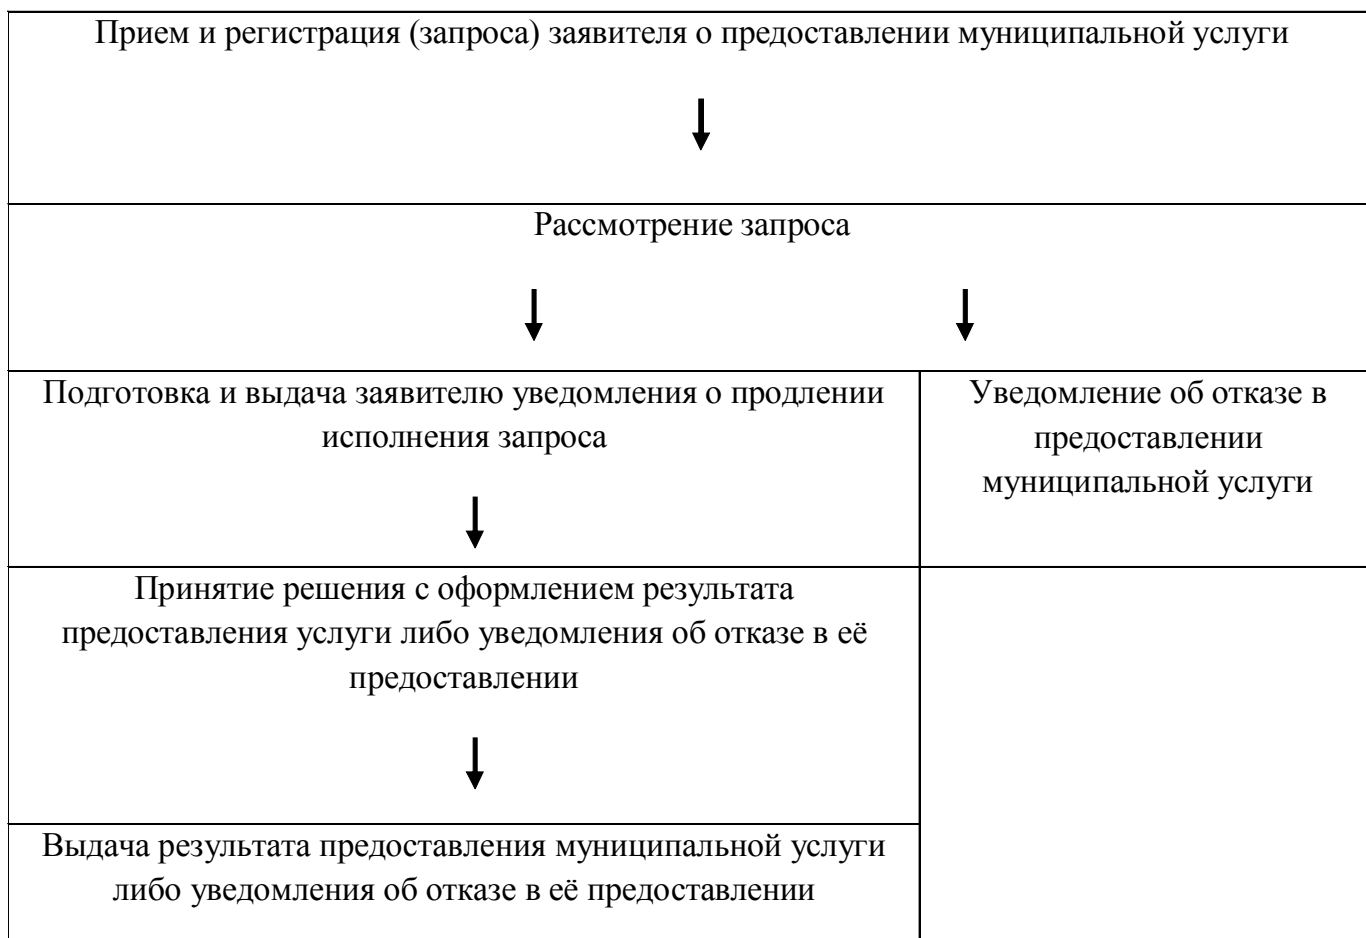 Прием и регистрация (запроса) заявителя о предоставлении муниципальной услуги
Рассмотрение запроса
Подготовка и выдача заявителю уведомления о продлении
исполнения запроса
Уведомление об отказе в
предоставлении
муниципальной услуги
Принятие решения с оформлением результата
предоставления услуги либо уведомления об отказе в её
предоставлении
Выдача результата предоставления муниципальной услуги
либо уведомления об отказе в её предоставлении